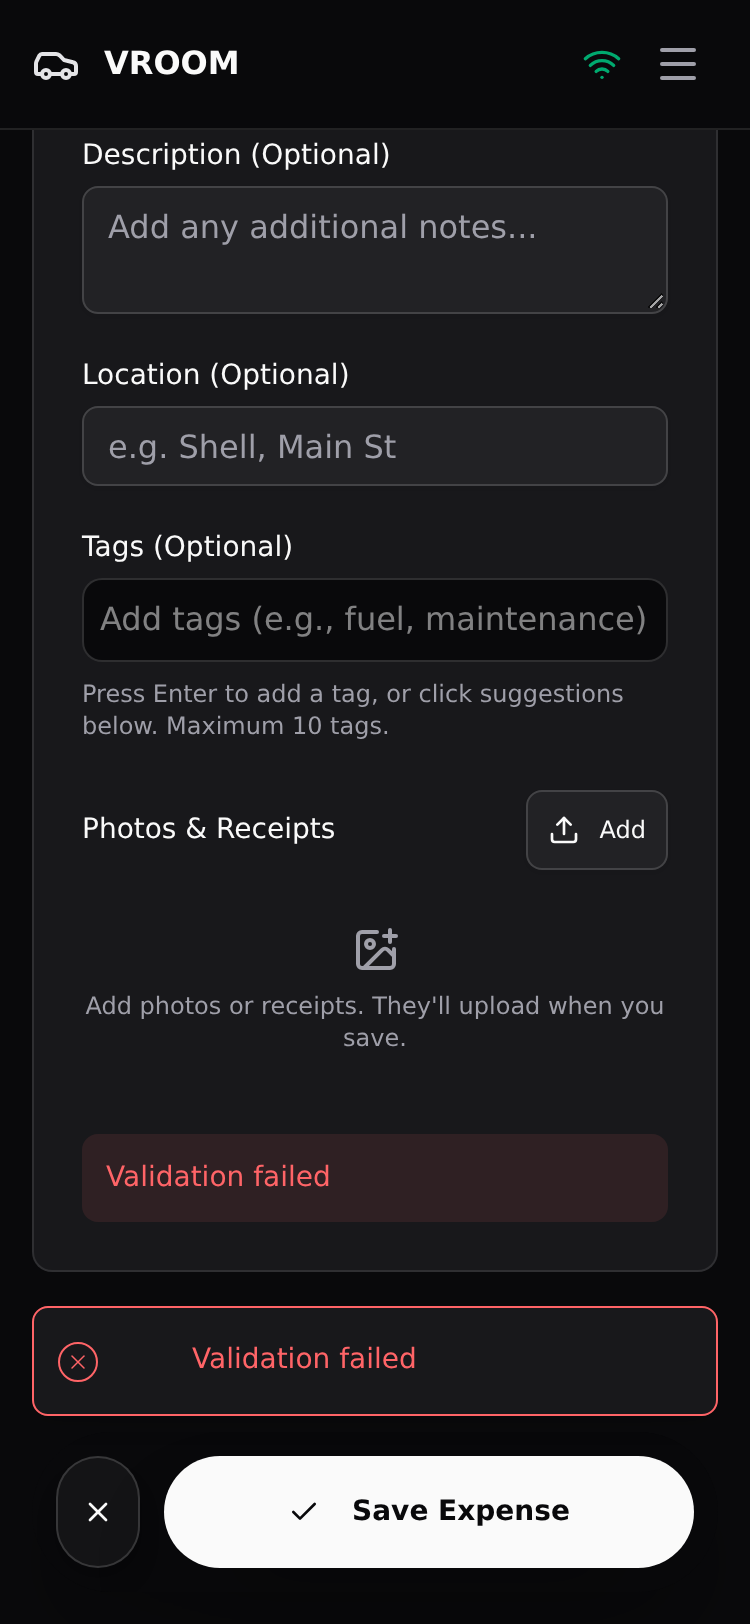 VROOM
Description (Optional)
Add any additional notes...
Location (Optional)
e.g. Shell, Main St
Tags (Optional)
Add tags (e.g., fuel, maintenance)
Press Enter to add a tag, or click suggestions
below. Maximum 10 tags.
Photos & Receipts
Add
Add photos or receipts. They'll upload when you
save.
Validation failed
Validation failed
Save Expense